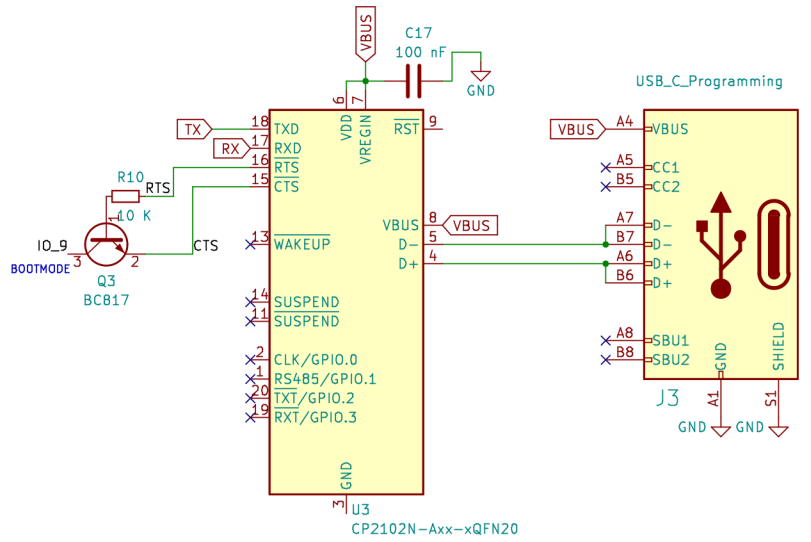 VBUS
C17
100 nF
GND
USB_C_Programming
6
7
18
TX
TXD
VDD
VREGIN
RST
9
VBUS
A4
VBUS
17
RX
RXD
16
RTS
15
CTS
A5
CC1
B5
CC2
R10
RTS
10 K
1
VBUS
8
VBUS
A7
D-
IO_9
BOOTMODE
3
2
CTS
Q3
BC817
13
WAKEUP
D-
5
B7
D-
D+
4
A6
D+
B6
D+
14
SUSPEND
11
SUSPEND
A8
SBU1
B8
SBU2
2
CLK/GPIO.0
1
RS485/GPIO.1
20
TXT/GPIO.2
19
RXT/GPIO.3
GND
SHIELD
J3
A1
S1
GND
GND
GND
3
U3
CP2102N-Axx-xQFN20